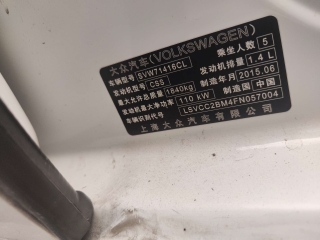 大众汽车(VOLKSWAGEN)
车辆型号 SVW71416CL 乘坐人数 5
发动机型号 CSS 发动机排量 1.4 L
最大允许总质量 1840kg 制造年月 2015.08
发动机最大净功率 110 kW 制造国 中国
车辆识别代号 LSVCC2BM4FN057004
上海大众汽车有限公司